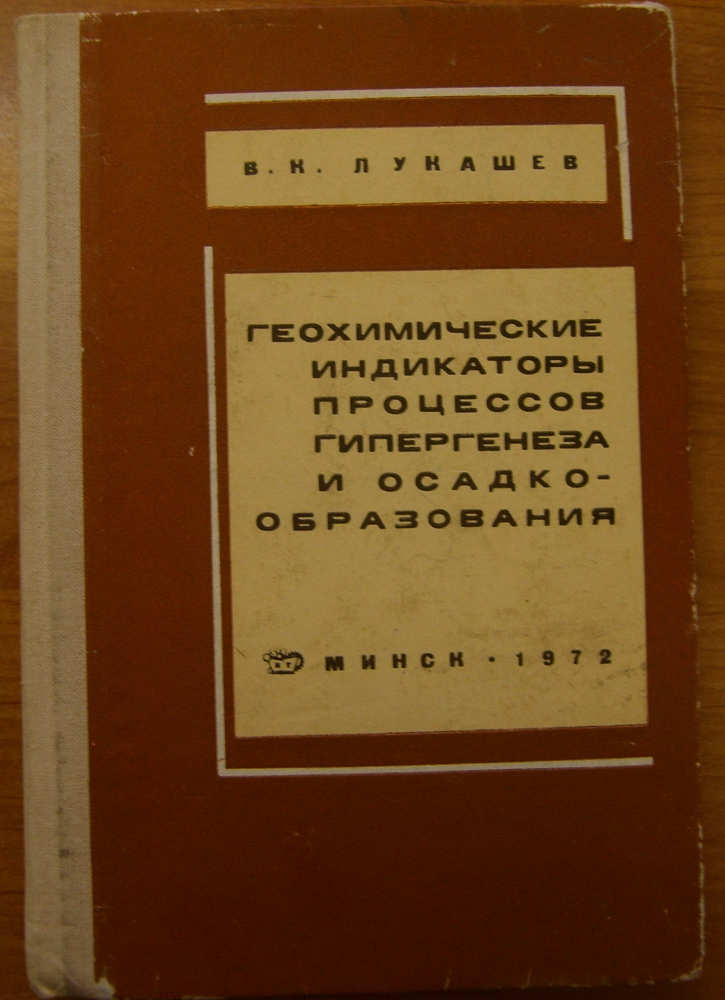 В. К. ЛУКАШЕВ
ГЕОХИМИЧЕСКИЕ
ИНДИКАТОРЫ
ПРОЦЕССОВ
ГИПЕРГЕНЕЗА
И ОСАДКО-
ОБРАЗОВАНИЯ
МИНСК · 1972